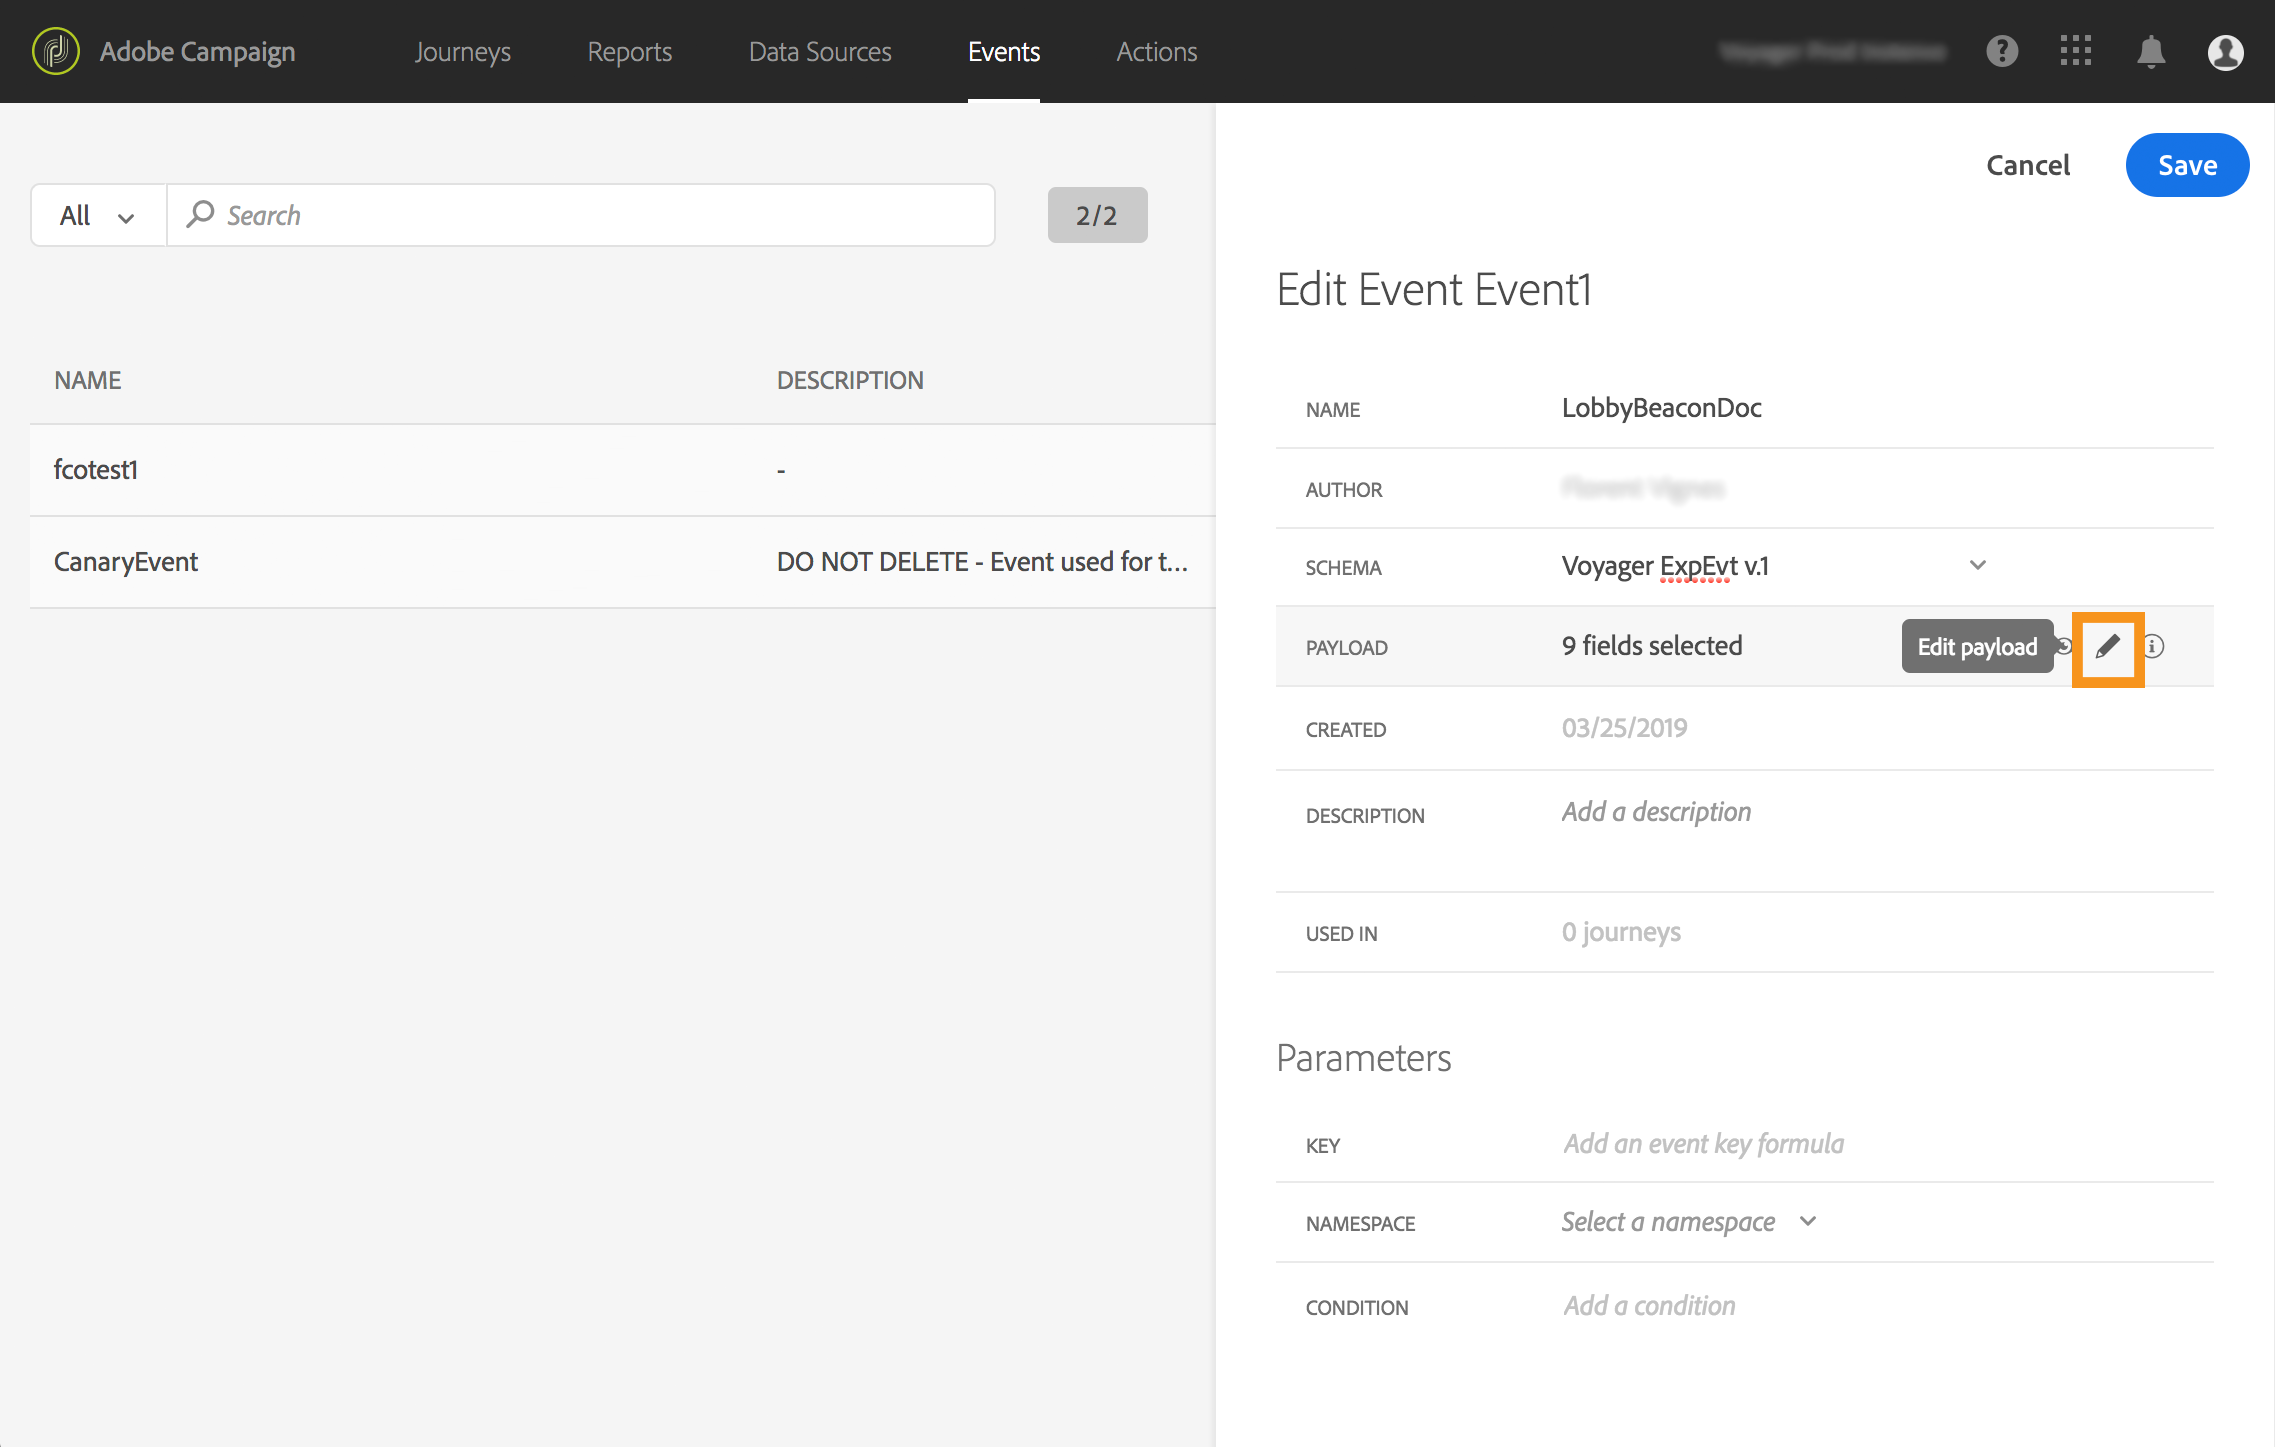 Adobe Campaign Journeys Reports Data Sources Events Actions
Cancel Save
All Search 2/2
Edit Event Event1
NAME DESCRIPTION
fcotest1 -
CanaryEvent DO NOT DELETE - Event used for t...
NAME LobbyBeaconDoc
AUTHOR
SCHEMA Voyager ExpEvt v.1
PAYLOAD 9 fields selected Edit payload
CREATED 03/25/2019
DESCRIPTION Add a description
USED IN 0 journeys
Parameters
KEY Add an event key formula
NAMESPACE Select a namespace
CONDITION Add a condition